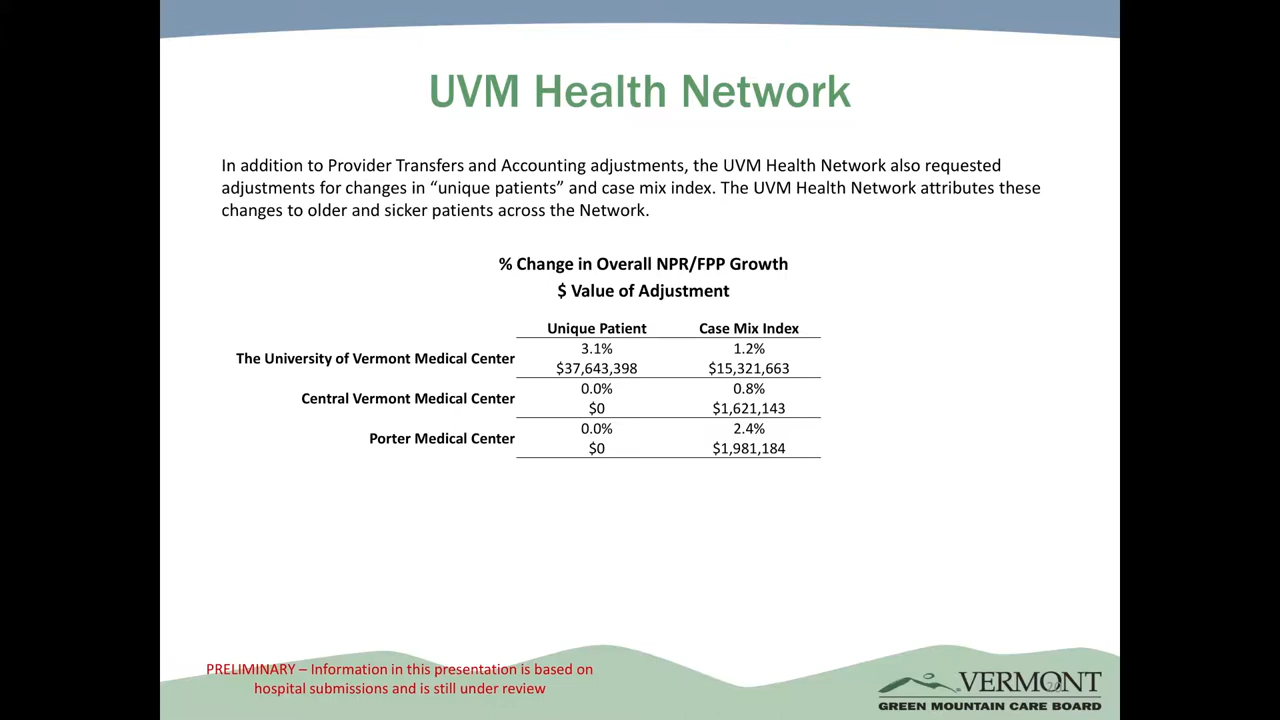 UVM Health Network
In addition to Provider Transfers and Accounting adjustments, the UVM Health Network also requested
adjustments for changes in “unique patients” and case mix index. The UVM Health Network attributes these
changes to older and sicker patients across the Network.
% Change in Overall NPR/FPP Growth
$ Value of Adjustment
Unique Patient Case Mix Index
The University of Vermont Medical Center
3.1% 1.2%
$37,643,398 $15,321,663
Central Vermont Medical Center
0.0% 0.8%
$0 $1,621,143
Porter Medical Center
0.0% 2.4%
$0 $1,981,184
PRELIMINARY – Information in this presentation is based on
hospital submissions and is still under review
VERMONT
GREEN MOUNTAIN CARE BOARD